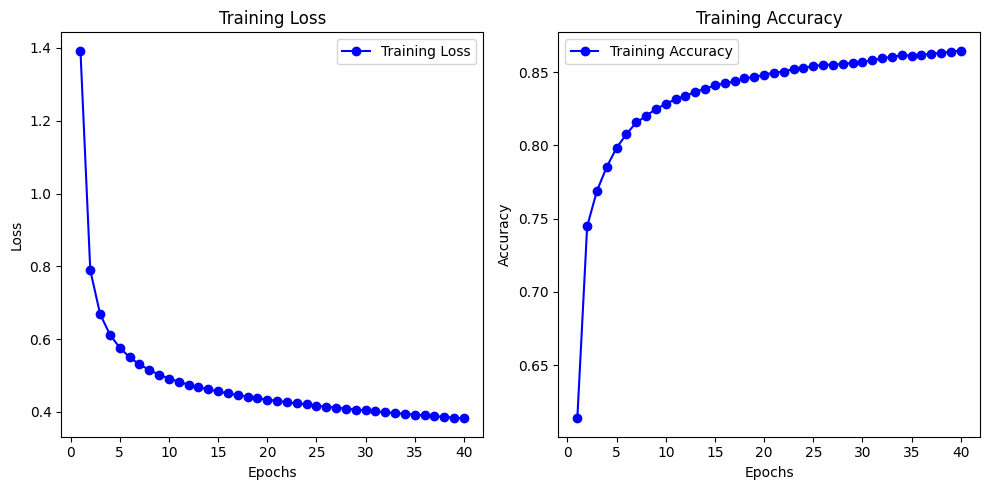 Training Loss
Training Loss
1.4
1.2
1.0
0.8
0.6
0.4
Loss
0 5 10 15 20 25 30 35 40
Epochs
Training Accuracy
Training Accuracy
0.85
0.80
0.75
0.70
0.65
Accuracy
0 5 10 15 20 25 30 35 40
Epochs